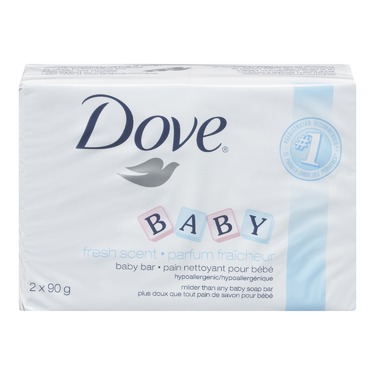 Dove®
#1
BABY
fresh scent • parfum fraîcheur
baby bar • pain nettoyant pour bébé
hypoallergenic/hypoallergénique
milder than any baby soap bar
plus doux que tout pain de savon pour bébé
2 x 90 g